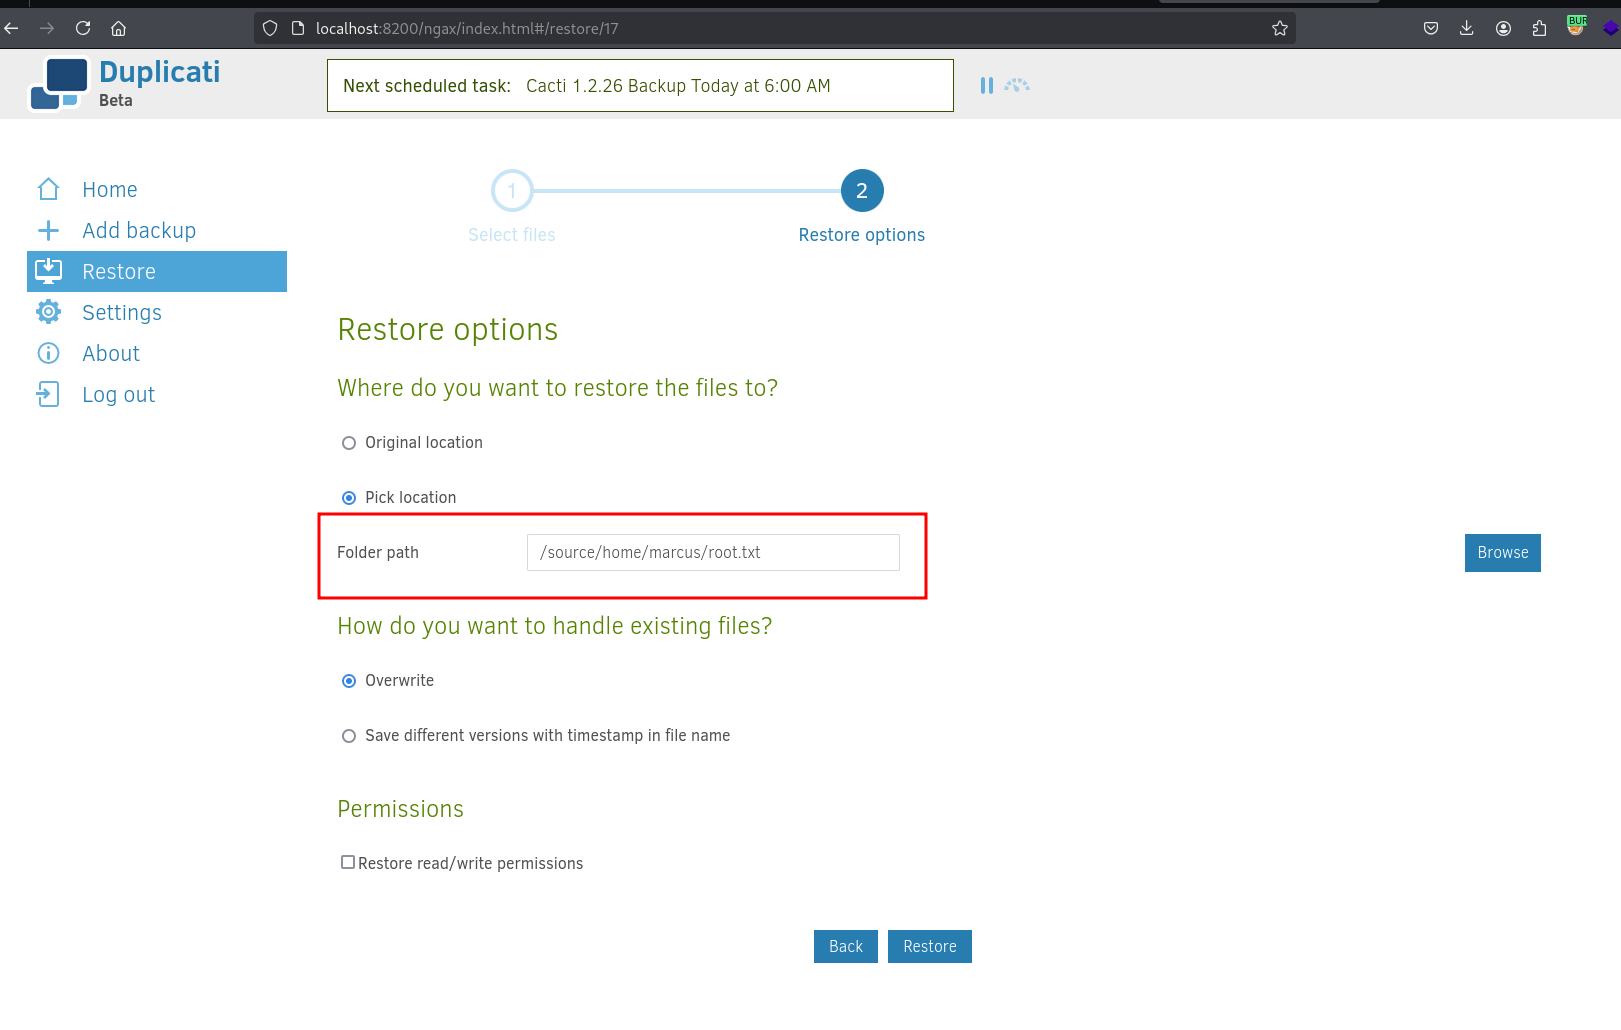 localhost:8200/ngax/index.html#/restore/17
BUR
Duplicati
Beta
Next scheduled task: Cacti 1.2.26 Backup Today at 6:00 AM
Home
Add backup
Restore
Settings
About
Log out
1
2
Select files
Restore options
Restore options
Where do you want to restore the files to?
Original location
Pick location
Folder path
/source/home/marcus/root.txt
Browse
How do you want to handle existing files?
Overwrite
Save different versions with timestamp in file name
Permissions
Restore read/write permissions
Back
Restore